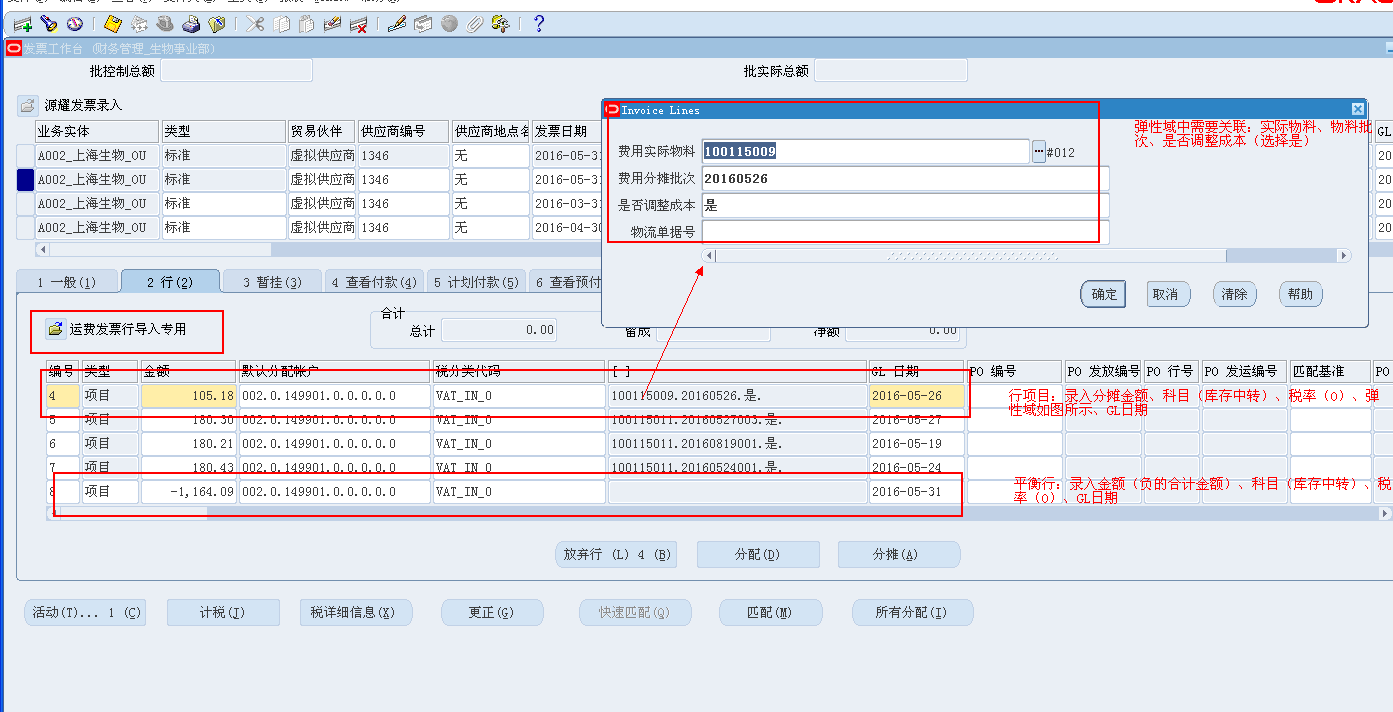 发票工作台 (财务管理_生物事业部)
批控制总额
批实际总额
源耀发票录入
业务实体 类型 贸易伙伴 供应商编号 供应商地点名 发票日期 GL
A002_上海生物_OU 标准 虚拟供应商 1346 无 2016-05-31 20
A002_上海生物_OU 标准 虚拟供应商 1346 无 2016-05-31 20
A002_上海生物_OU 标准 虚拟供应商 1346 无 2016-03-31 20
A002_上海生物_OU 标准 虚拟供应商 1346 无 2016-04-30 20
Invoice Lines
费用实际物料 100115009 #012
费用分摊批次 20160526
是否调整成本 是
物流单据号
确定 取消 清除 帮助
弹性域中需要关联：实际物料、物料批
次、是否调整成本（选择是）
1 一般(1) 2 行(2) 3 暂挂(3) 4 查看付款(4) 5 计划付款(5) 6 查看预付
运费发票行导入专用
合计
总计 0.00 留成 净额 0.00
编号 类型 金额 默认分配帐户 税分类代码 [ ] GL 日期 PO 编号 PO 发放编号 PO 行号 PO 发运编号 匹配基准 PO
4 项目 105.18 002.0.149901.0.0.0.0.0 VAT_IN_0 100115009.20160526.是. 2016-05-26
5 项目 180.30 002.0.149901.0.0.0.0.0 VAT_IN_0 100115011.20160527003.是. 2016-05-27
6 项目 180.21 002.0.149901.0.0.0.0.0 VAT_IN_0 100115011.20160819001.是. 2016-05-19
7 项目 180.43 002.0.149901.0.0.0.0.0 VAT_IN_0 100115011.20160524001.是. 2016-05-24
8 项目 -1,164.09 002.0.149901.0.0.0.0.0 VAT_IN_0 2016-05-31
行项目：录入分摊金额、科目（库存中转）、税率（0）、弹
性域如图所示、GL日期
平衡行：录入金额（负的合计金额）、科目（库存中转）、税
率（0）、GL日期
放弃行 (L) 4 (B) 分配(D) 分摊(A)
活动(T)... 1 (C) 计税(J) 税详细信息(X) 更正(G) 快速匹配(Q) 匹配(M) 所有分配(I)